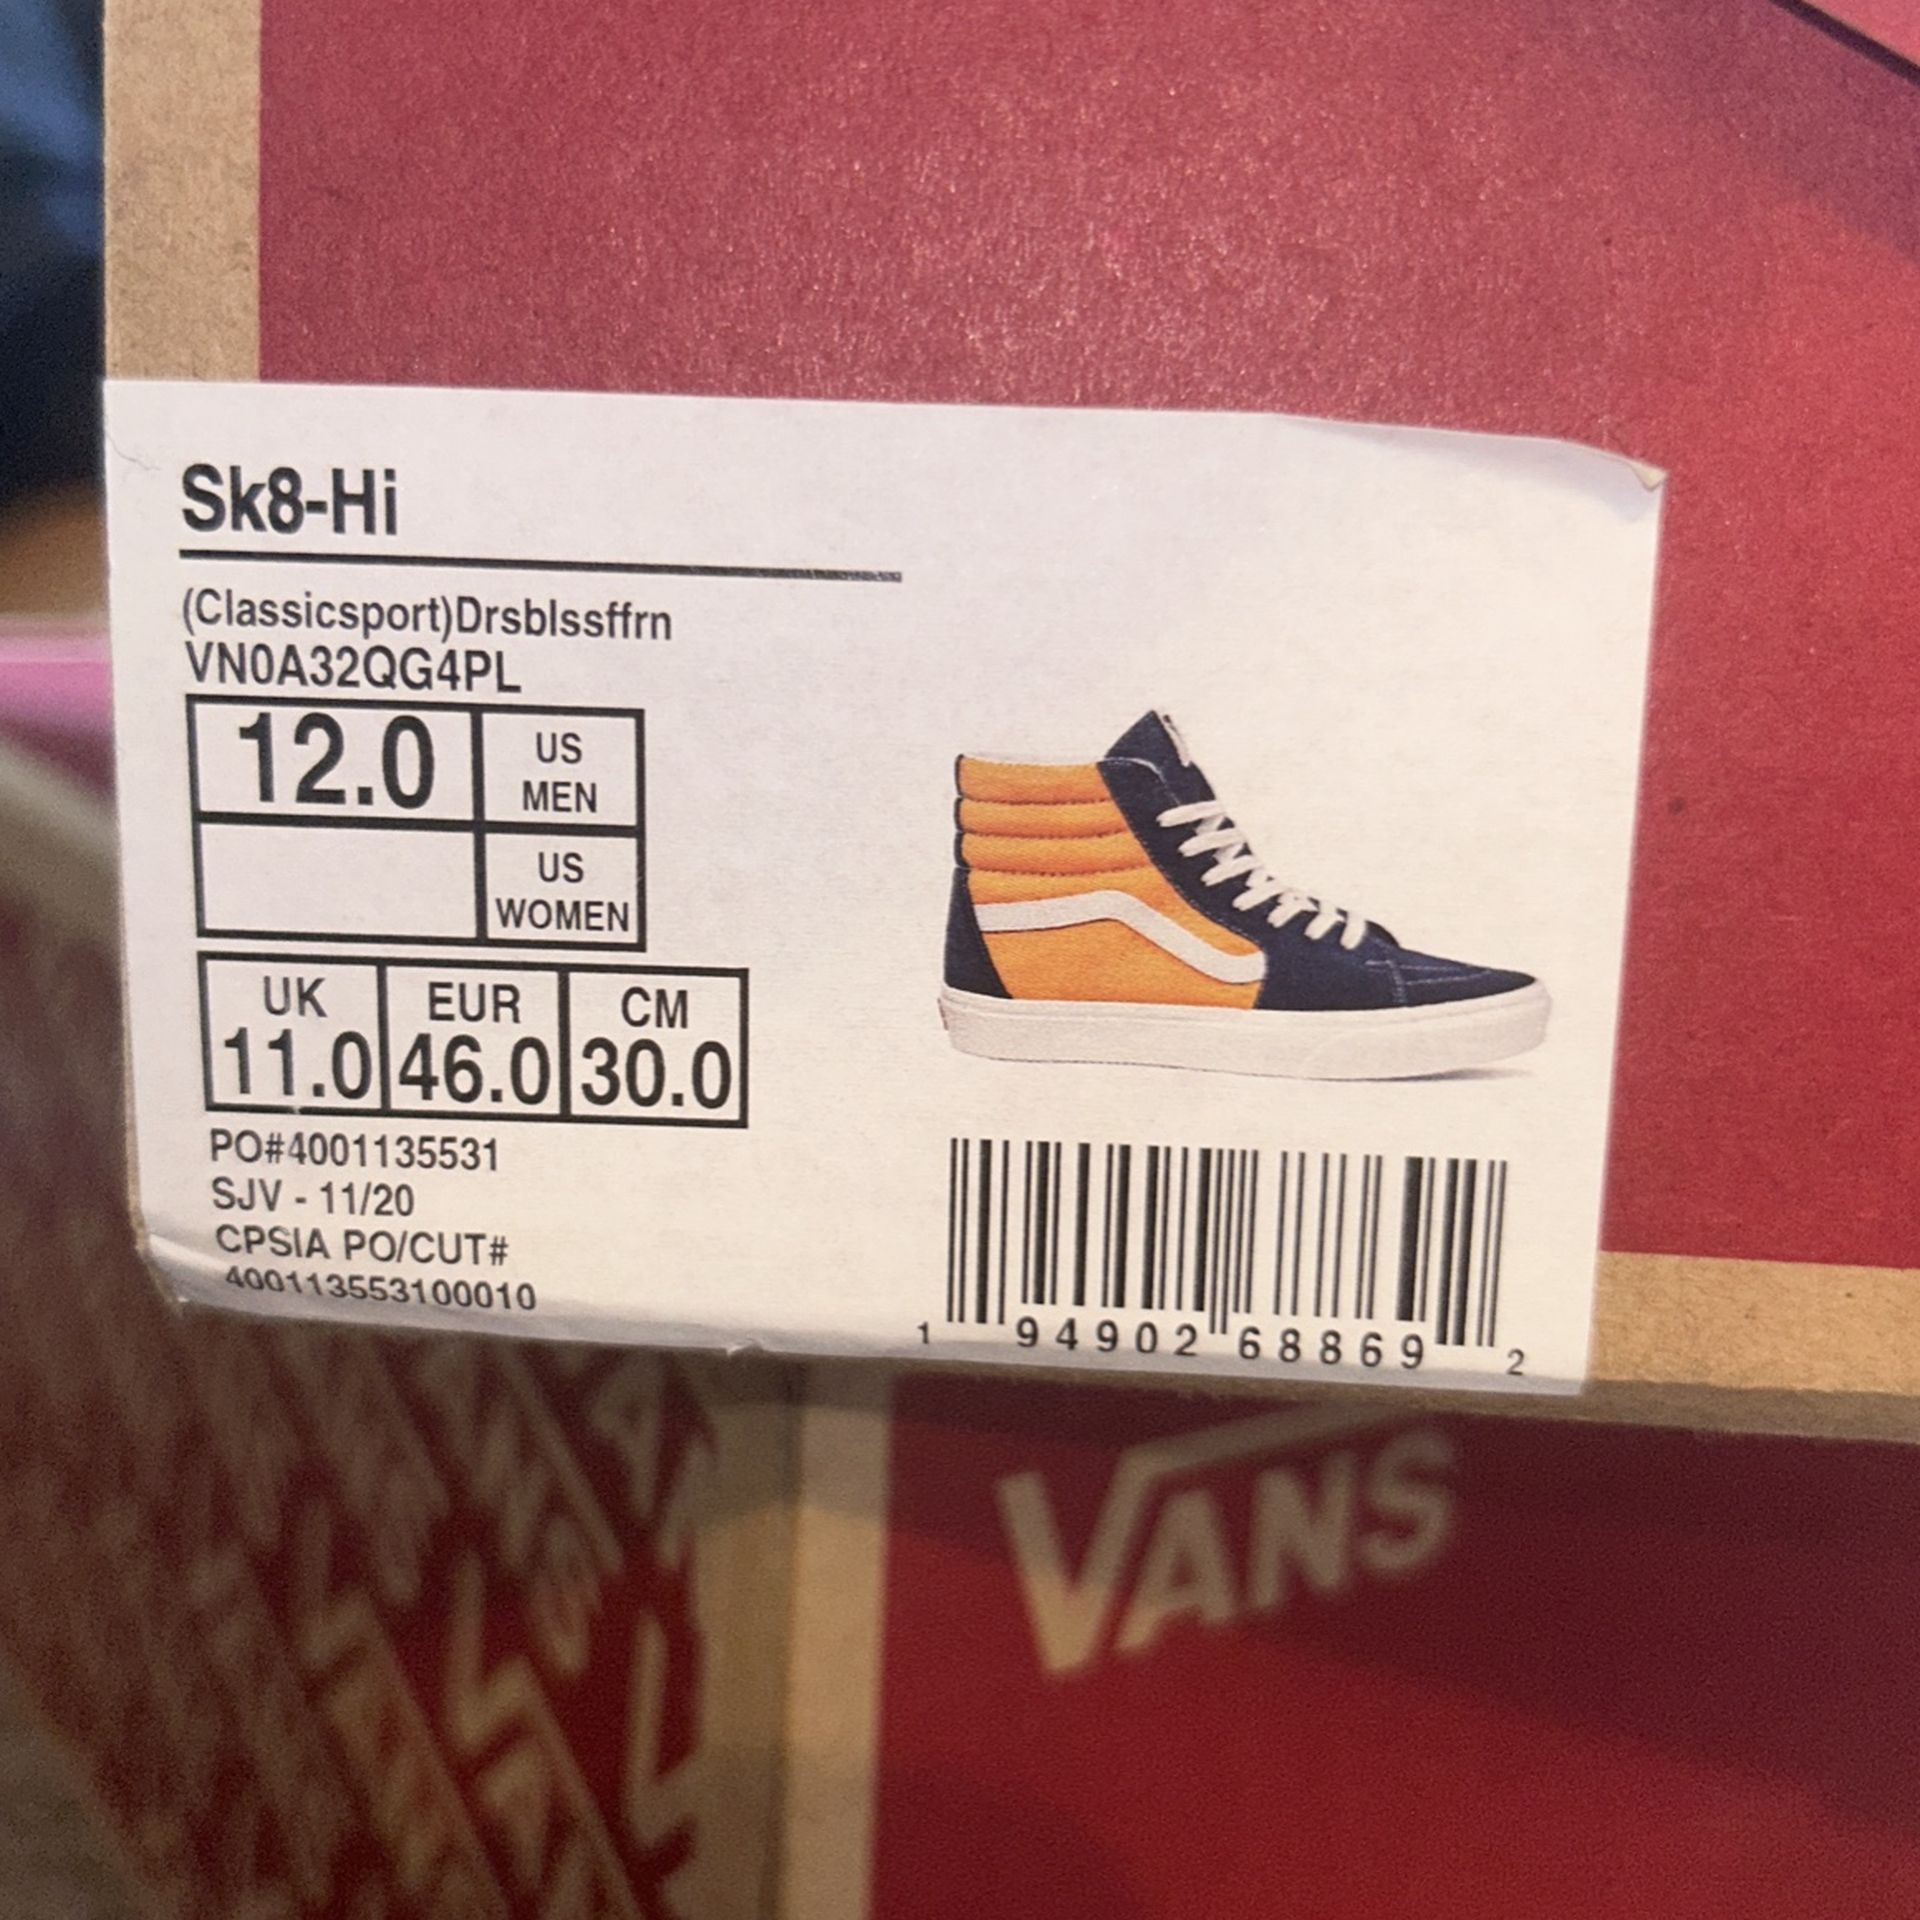 Sk8-Hi
(Classicsport)Drsblssffrn
VN0A32QG4PL
12.0 US MEN
US WOMEN
UK EUR CM
11.0 46.0 30.0
PO#4001135531
SJV - 11/20
CPSIA PO/CUT#
400113553100010
1 94902 68869 2
VANS